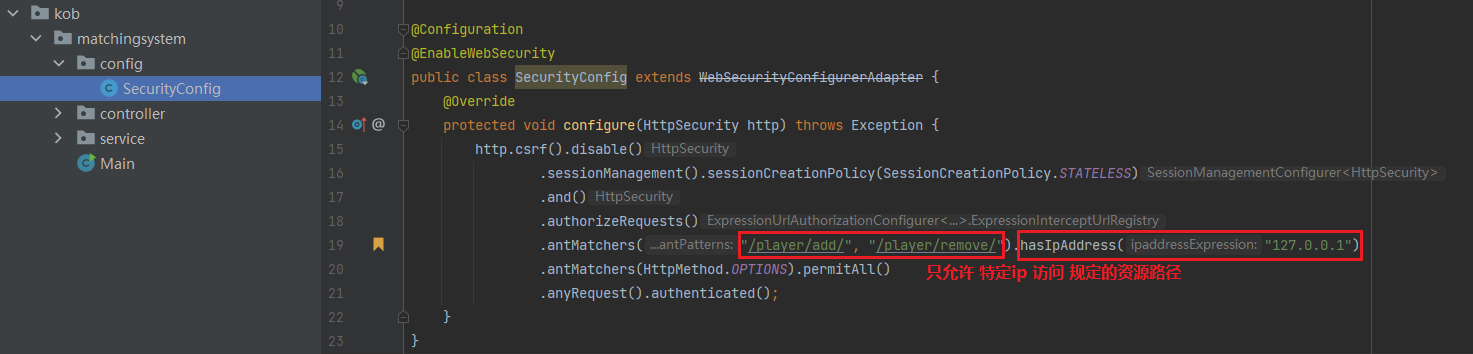 kob
matchingsystem
config
SecurityConfig
controller
service
Main
9
10 @Configuration
11 @EnableWebSecurity
12 public class SecurityConfig extends WebSecurityConfigurerAdapter {
13 @Override
14 @ protected void configure(HttpSecurity http) throws Exception {
15 http.csrf().disable() HttpSecurity
16 .sessionManagement().sessionCreationPolicy(SessionCreationPolicy.STATELESS) SessionManagementConfigurer<HttpSecurity>
17 .and() HttpSecurity
18 .authorizeRequests() ExpressionUrlAuthorizationConfigurer<...>.ExpressionInterceptUrlRegistry
19 .antMatchers( ...antPatterns: "/player/add/", "/player/remove/").hasIpAddress( ipaddressExpression: "127.0.0.1")
20 .antMatchers(HttpMethod.OPTIONS).permitAll()
只允许 特定ip 访问 规定的资源路径
21 .anyRequest().authenticated();
22 }
23 }